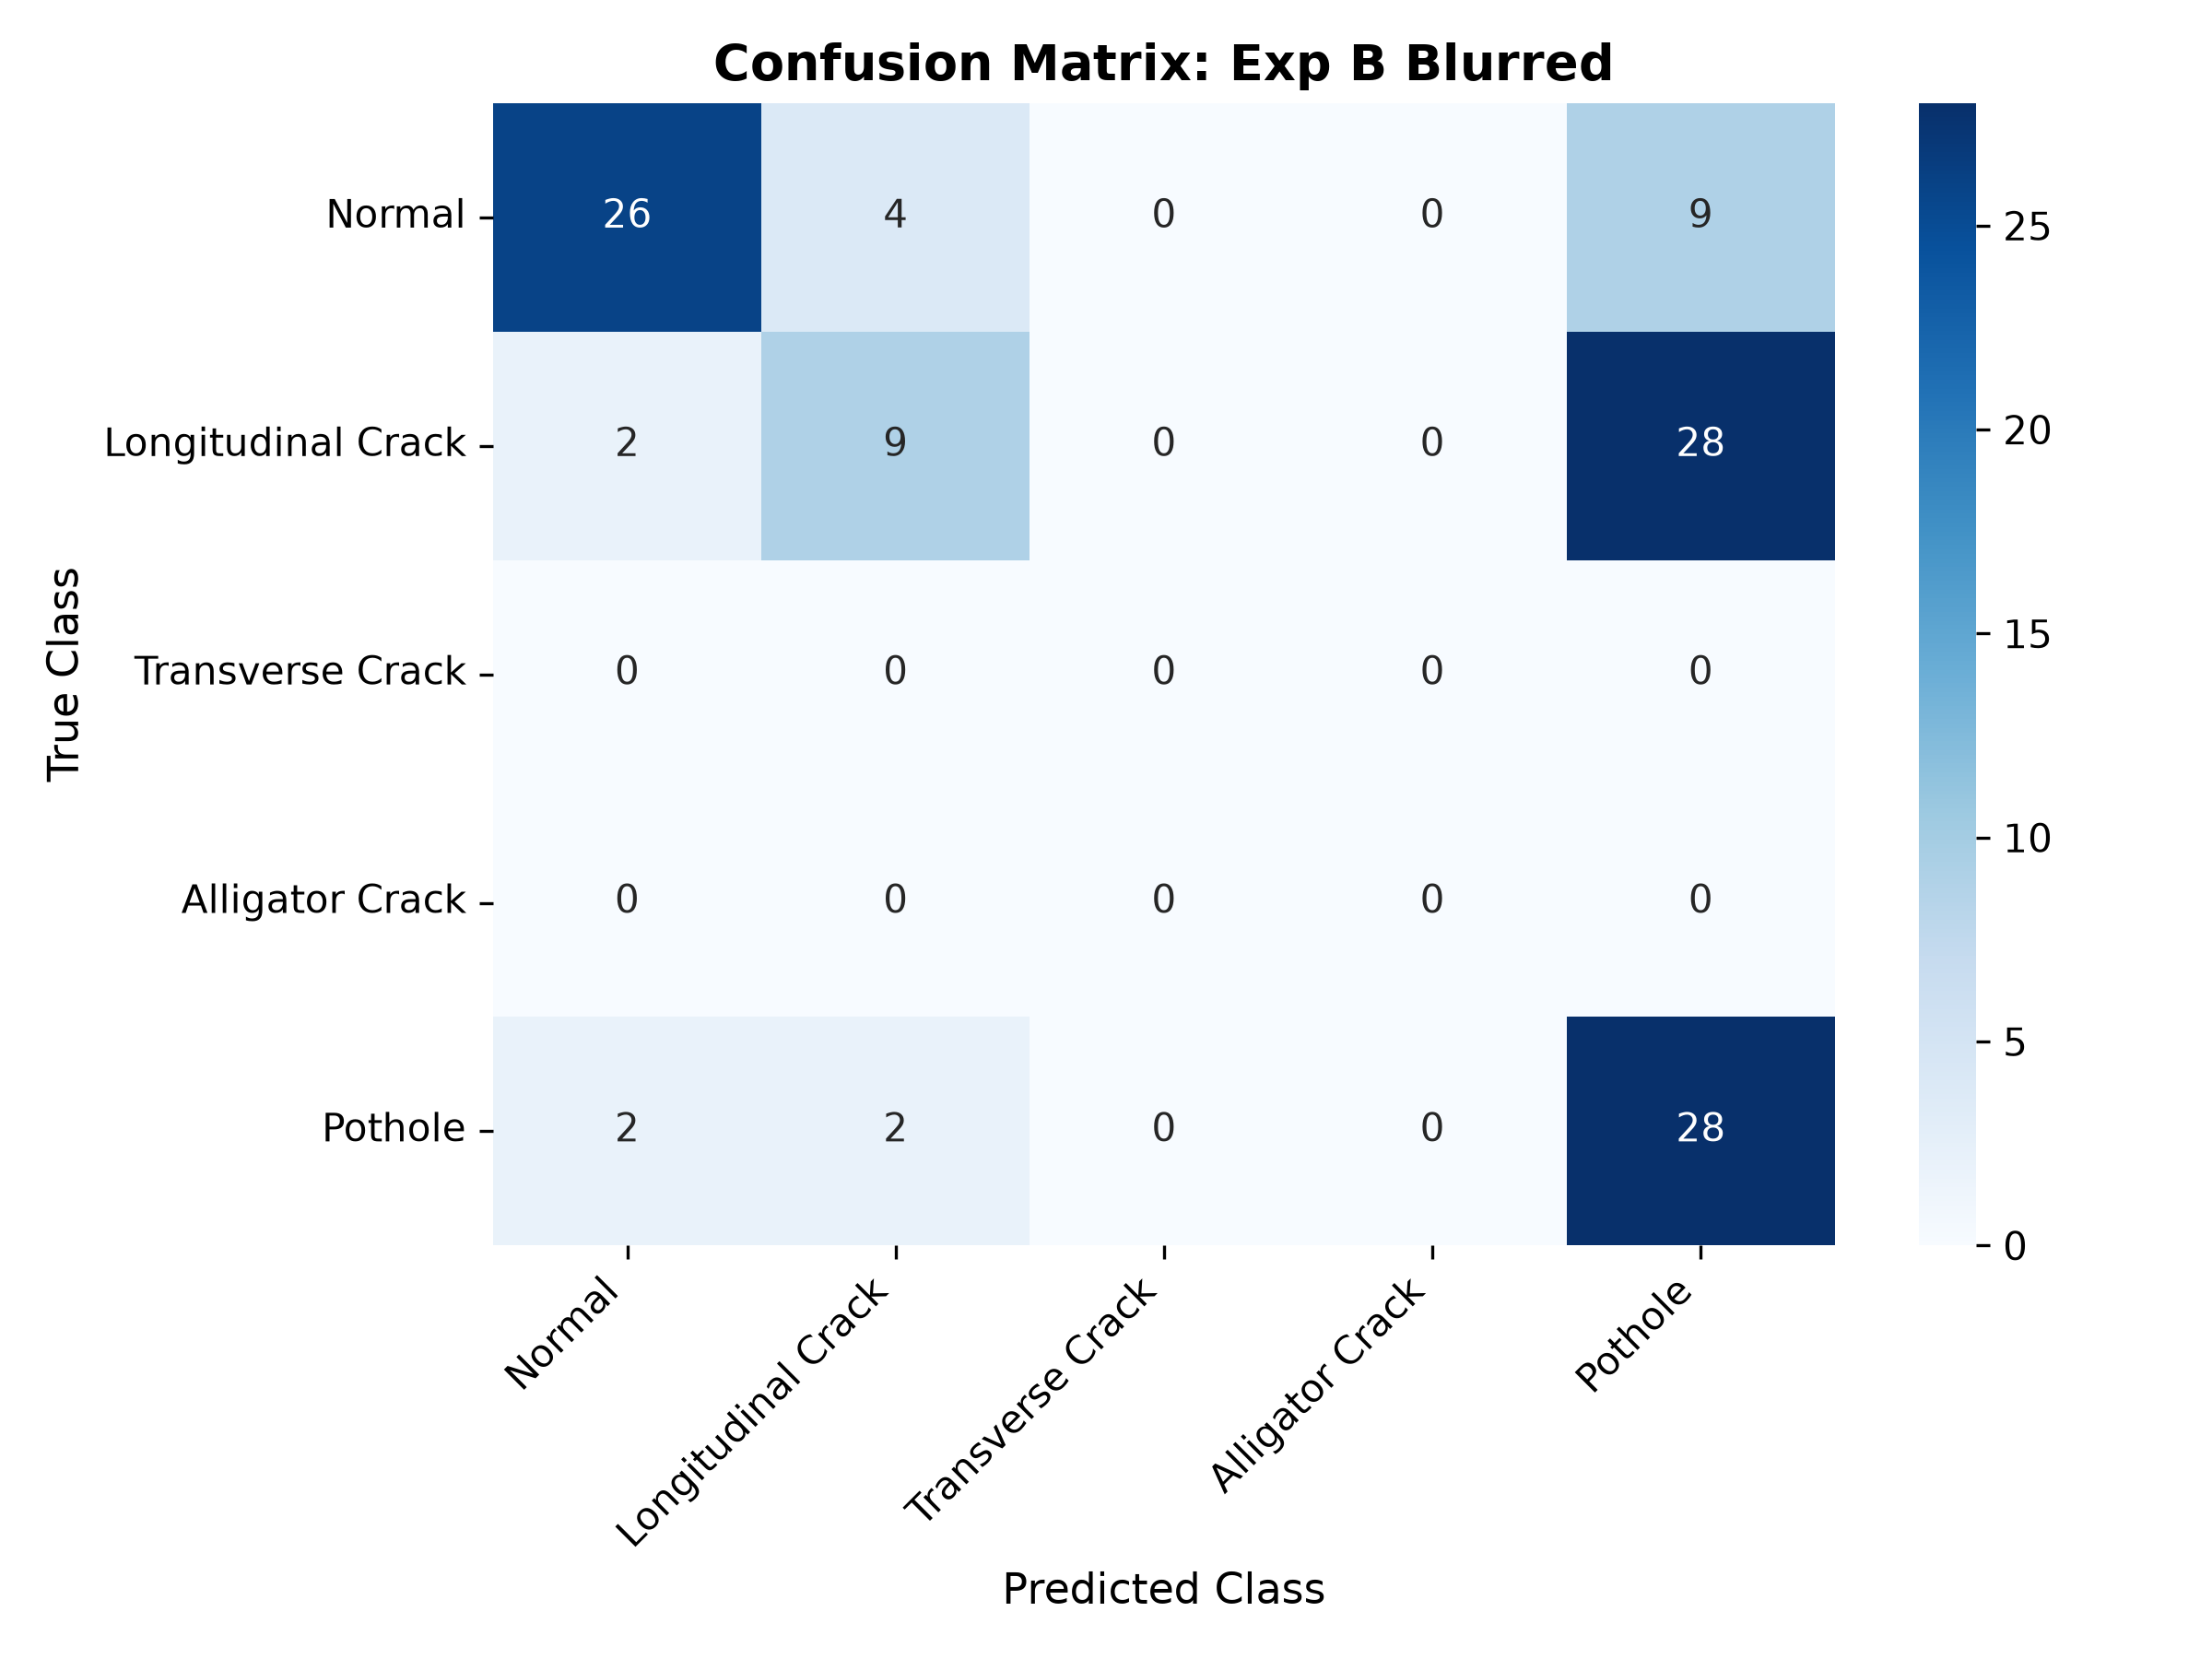 Confusion Matrix: Exp B Blurred
Normal 26 4 0 0 9
Longitudinal Crack 2 9 0 0 28
Transverse Crack 0 0 0 0 0
Alligator Crack 0 0 0 0 0
Pothole 2 2 0 0 28
True Class
Normal
Longitudinal Crack
Transverse Crack
Alligator Crack
Pothole
Predicted Class
25
20
15
10
5
0